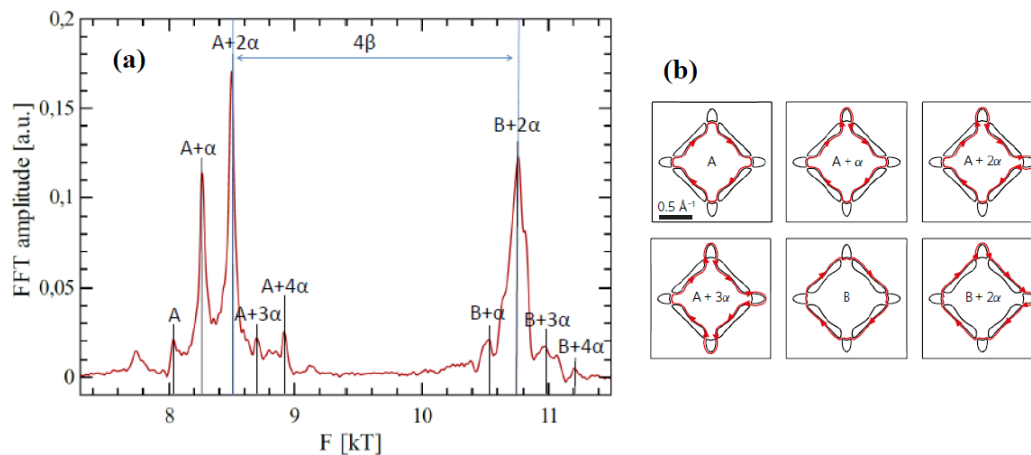 (a)
FFT amplitude [a.u.]
0,2
0,15
0,1
0,05
0
A+2α
4β
A+α
B+2α
A
A+3α
A+4α
B+α
B+3α
B+4α
8
9
10
11
F [kT]
(b)
A
A + α
A + 2α
0.5 Å⁻¹
A + 3α
B
B + 2α